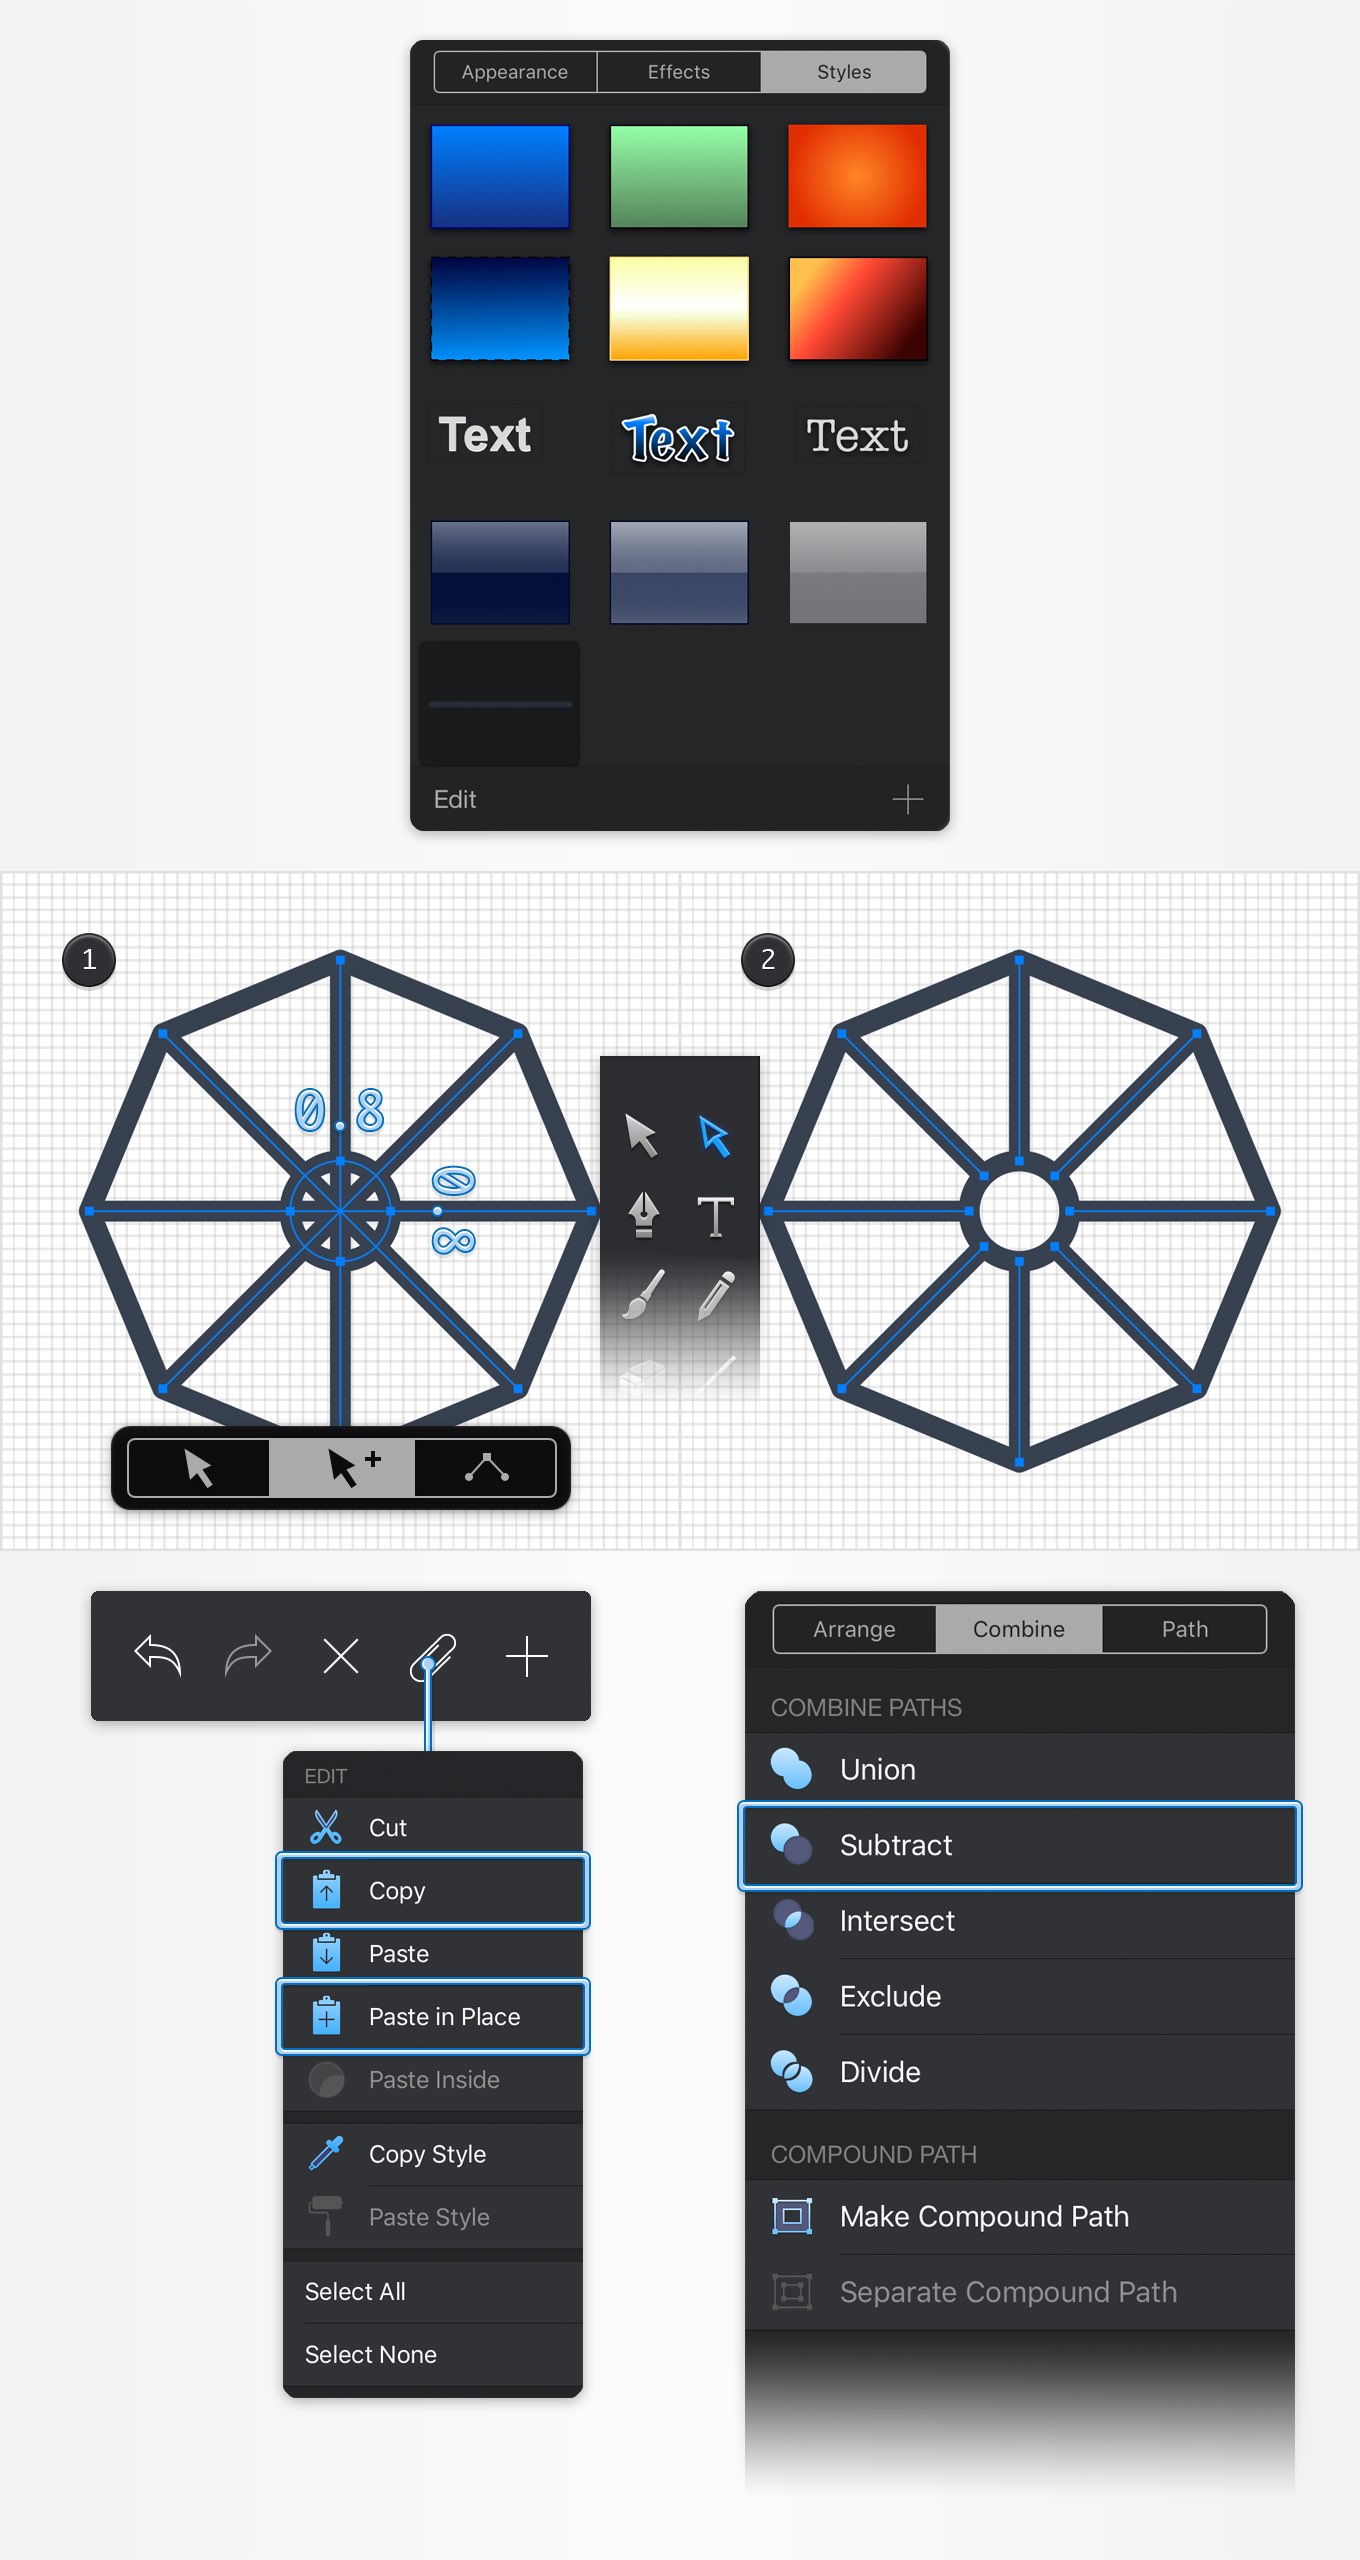 Appearance
Effects
Styles
Text
Text
Text
Edit
1
2
0
8
0
8
T
Arrange
Combine
Path
COMBINE PATHS
Union
Subtract
Intersect
Exclude
Divide
COMPOUND PATH
Make Compound Path
Separate Compound Path
EDIT
Cut
Copy
Paste
Paste in Place
Paste Inside
Copy Style
Paste Style
Select All
Select None